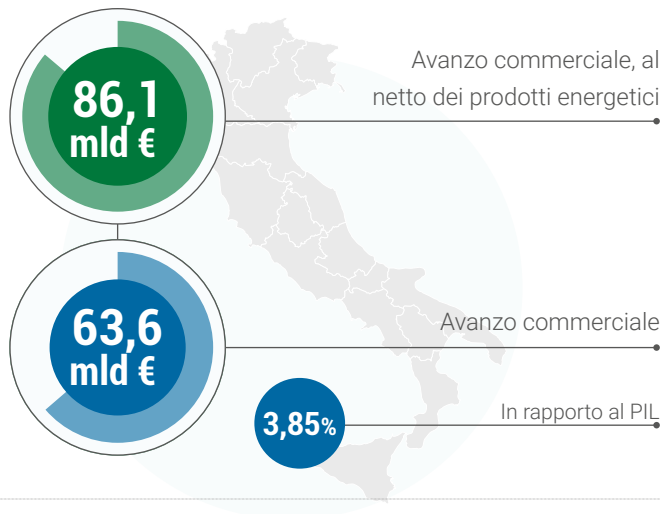 86,1
mld €
Avanzo commerciale, al
netto dei prodotti energetici
63,6
mld €
Avanzo commerciale
3,85%
In rapporto al PIL